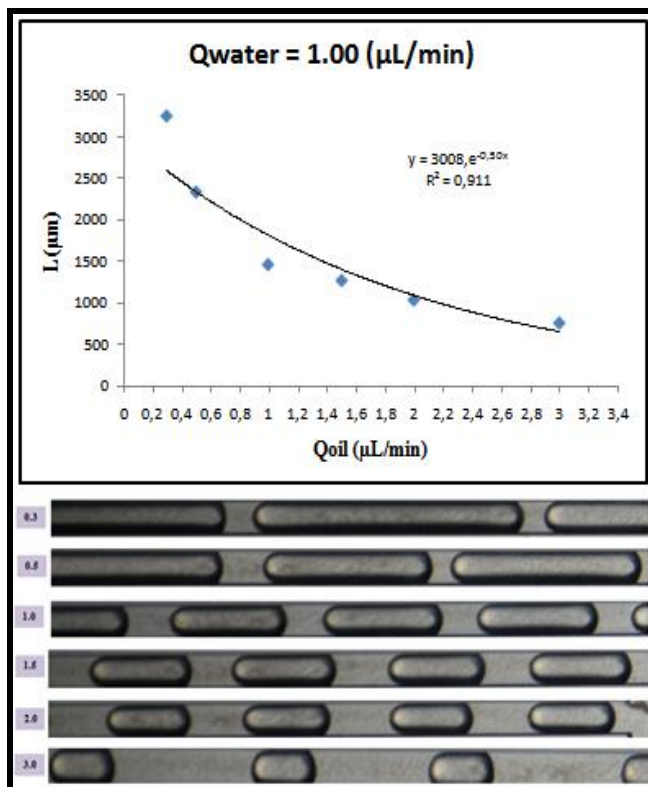 Qwater = 1.00 (µL/min)
3500
3000
2500
2000
1500
1000
500
0
L (µm)
y = 3008,e-0,50x
R² = 0,911
0 0,2 0,4 0,6 0,8 1 1,2 1,4 1,6 1,8 2 2,2 2,4 2,6 2,8 3 3,2 3,4
Qoil (µL/min)
0.3
0.5
1.0
1.5
2.0
3.0